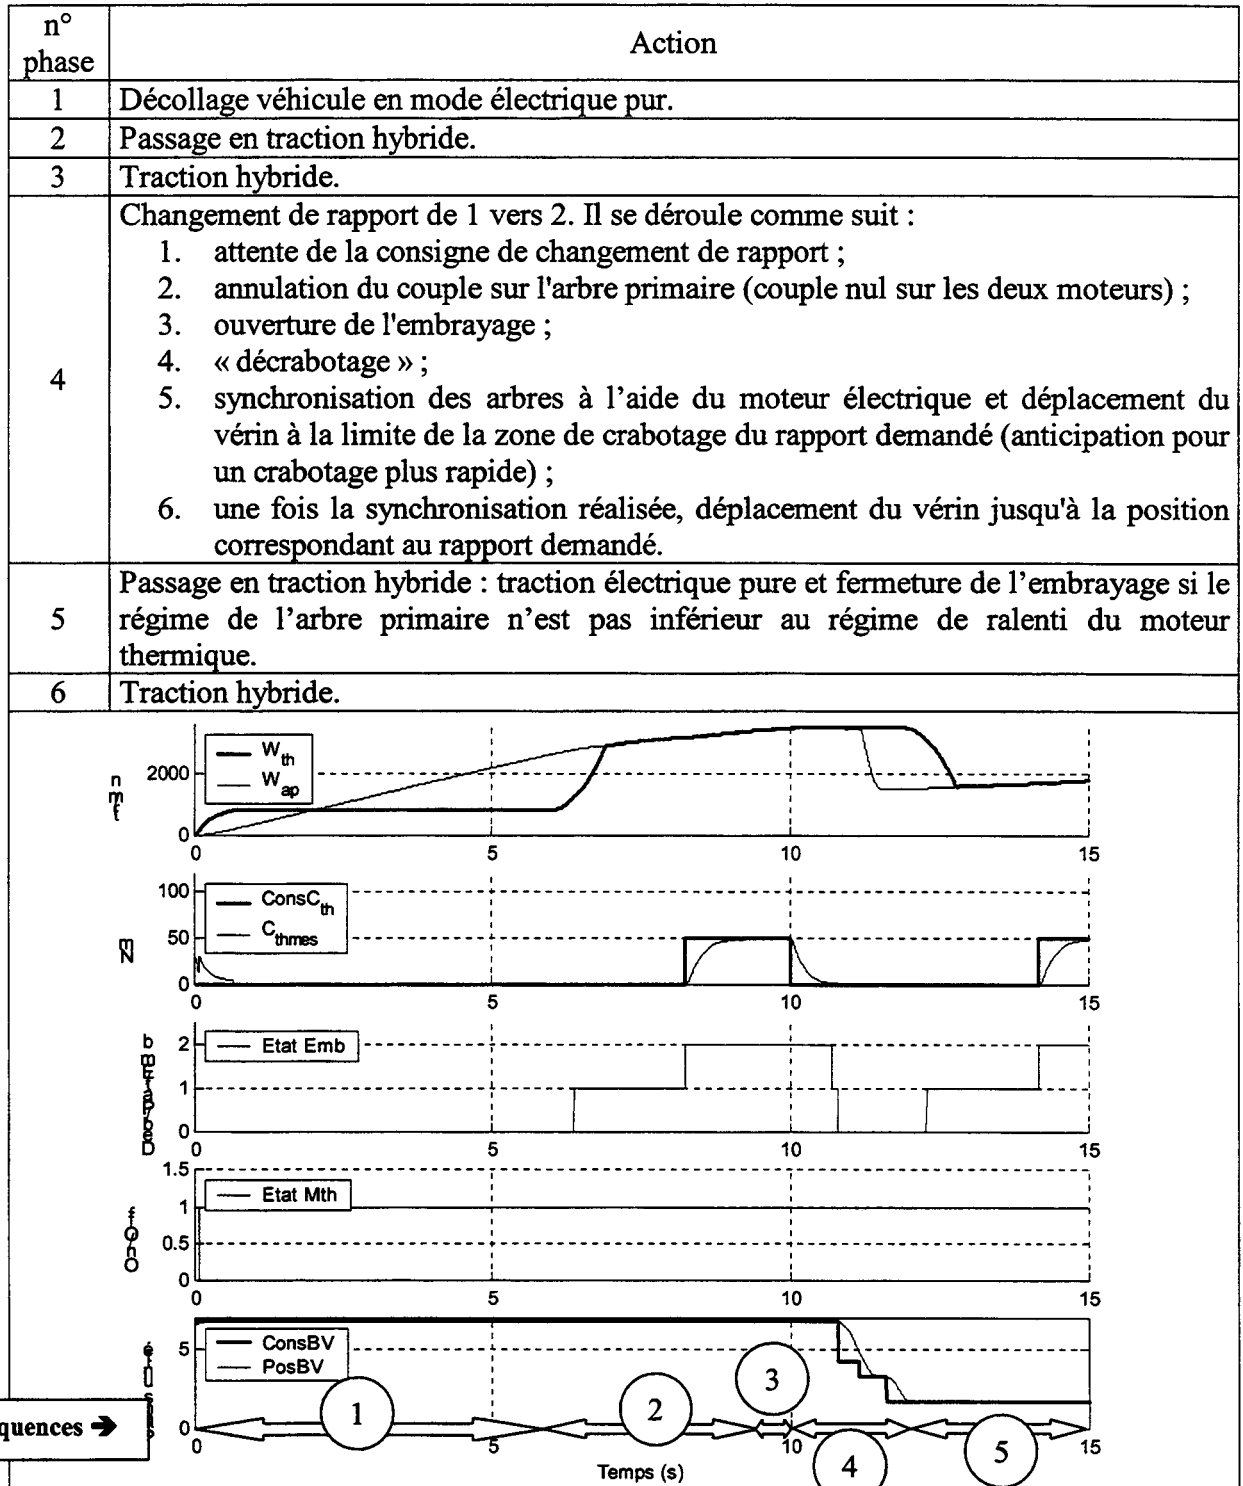 n° phase
Action
1
Décollage véhicule en mode électrique pur.
2
Passage en traction hybride.
3
Traction hybride.
4
Changement de rapport de 1 vers 2. Il se déroule comme suit :
1. attente de la consigne de changement de rapport ;
2. annulation du couple sur l'arbre primaire (couple nul sur les deux moteurs) ;
3. ouverture de l'embrayage ;
4. « décrabotage » ;
5. synchronisation des arbres à l'aide du moteur électrique et déplacement du
vérin à la limite de la zone de crabotage du rapport demandé (anticipation pour
un crabotage plus rapide) ;
6. une fois la synchronisation réalisée, déplacement du vérin jusqu'à la position
correspondant au rapport demandé.
5
Passage en traction hybride : traction électrique pure et fermeture de l'embrayage si le
régime de l'arbre primaire n'est pas inférieur au régime de ralenti du moteur
thermique.
6
Traction hybride.
W th
W ap
2000
0
0 5 10 15
ConsC th
C thmes
100
50
0
0 5 10 15
Etat Emb
2
1
0
0 5 10 15
Etat Mth
1.5
1
0.5
0
0 5 10 15
ConsBV
PosBV
5
0
1 2 3 4 5
quences ➔
0 5 10 15
Temps (s)